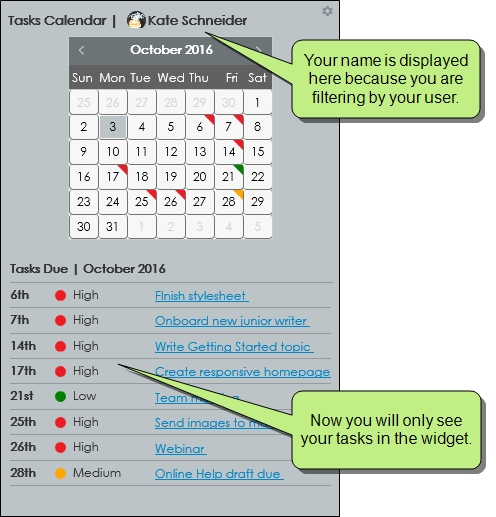 Tasks Calendar | Kate Schneider
Your name is displayed
here because you are
filtering by your user.
< October 2016
Sun Mon Tue Wed Thu Fri Sat
25 26 27 28 29 30 1
2 3 4 5 6 7 8
9 10 11 12 13 14 15
16 17 18 19 20 21 22
23 24 25 26 27 28 29
30 31 1 2 3 4 5
Tasks Due | October 2016
6th High FInish stylesheet
7th High Onboard new junior writer
14th High Write Getting Started topic
17th High Create responsive homepage
21st Low Team
25th High Send images to
26th High Webinar
28th Medium Online Help draft due
Now you will only see
your tasks in the widget.